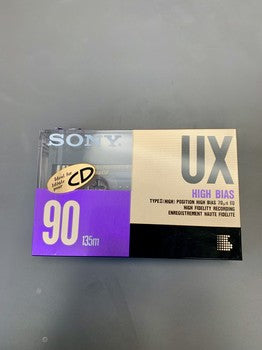 SONY
UX
Ideal for
your
CD
HIGH BIAS
TYPE II (HIGH) POSITION HIGH BIAS 70µs EQ
HIGH FIDELITY RECORDING
ENREGISTREMENT HAUTE FIDELITE
90 135m